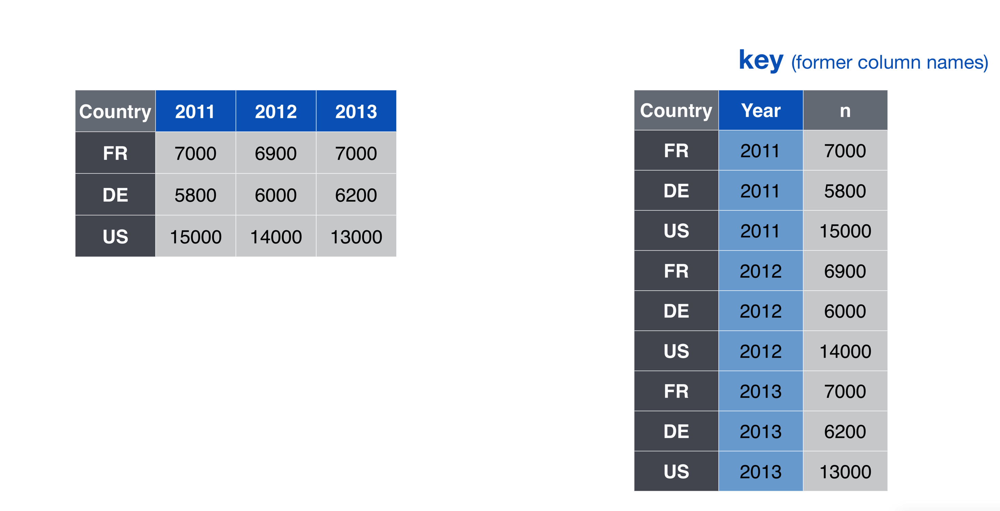 key (former column names)
Country 2011 2012 2013
FR 7000 6900 7000
DE 5800 6000 6200
US 15000 14000 13000
Country Year n
FR 2011 7000
DE 2011 5800
US 2011 15000
FR 2012 6900
DE 2012 6000
US 2012 14000
FR 2013 7000
DE 2013 6200
US 2013 13000